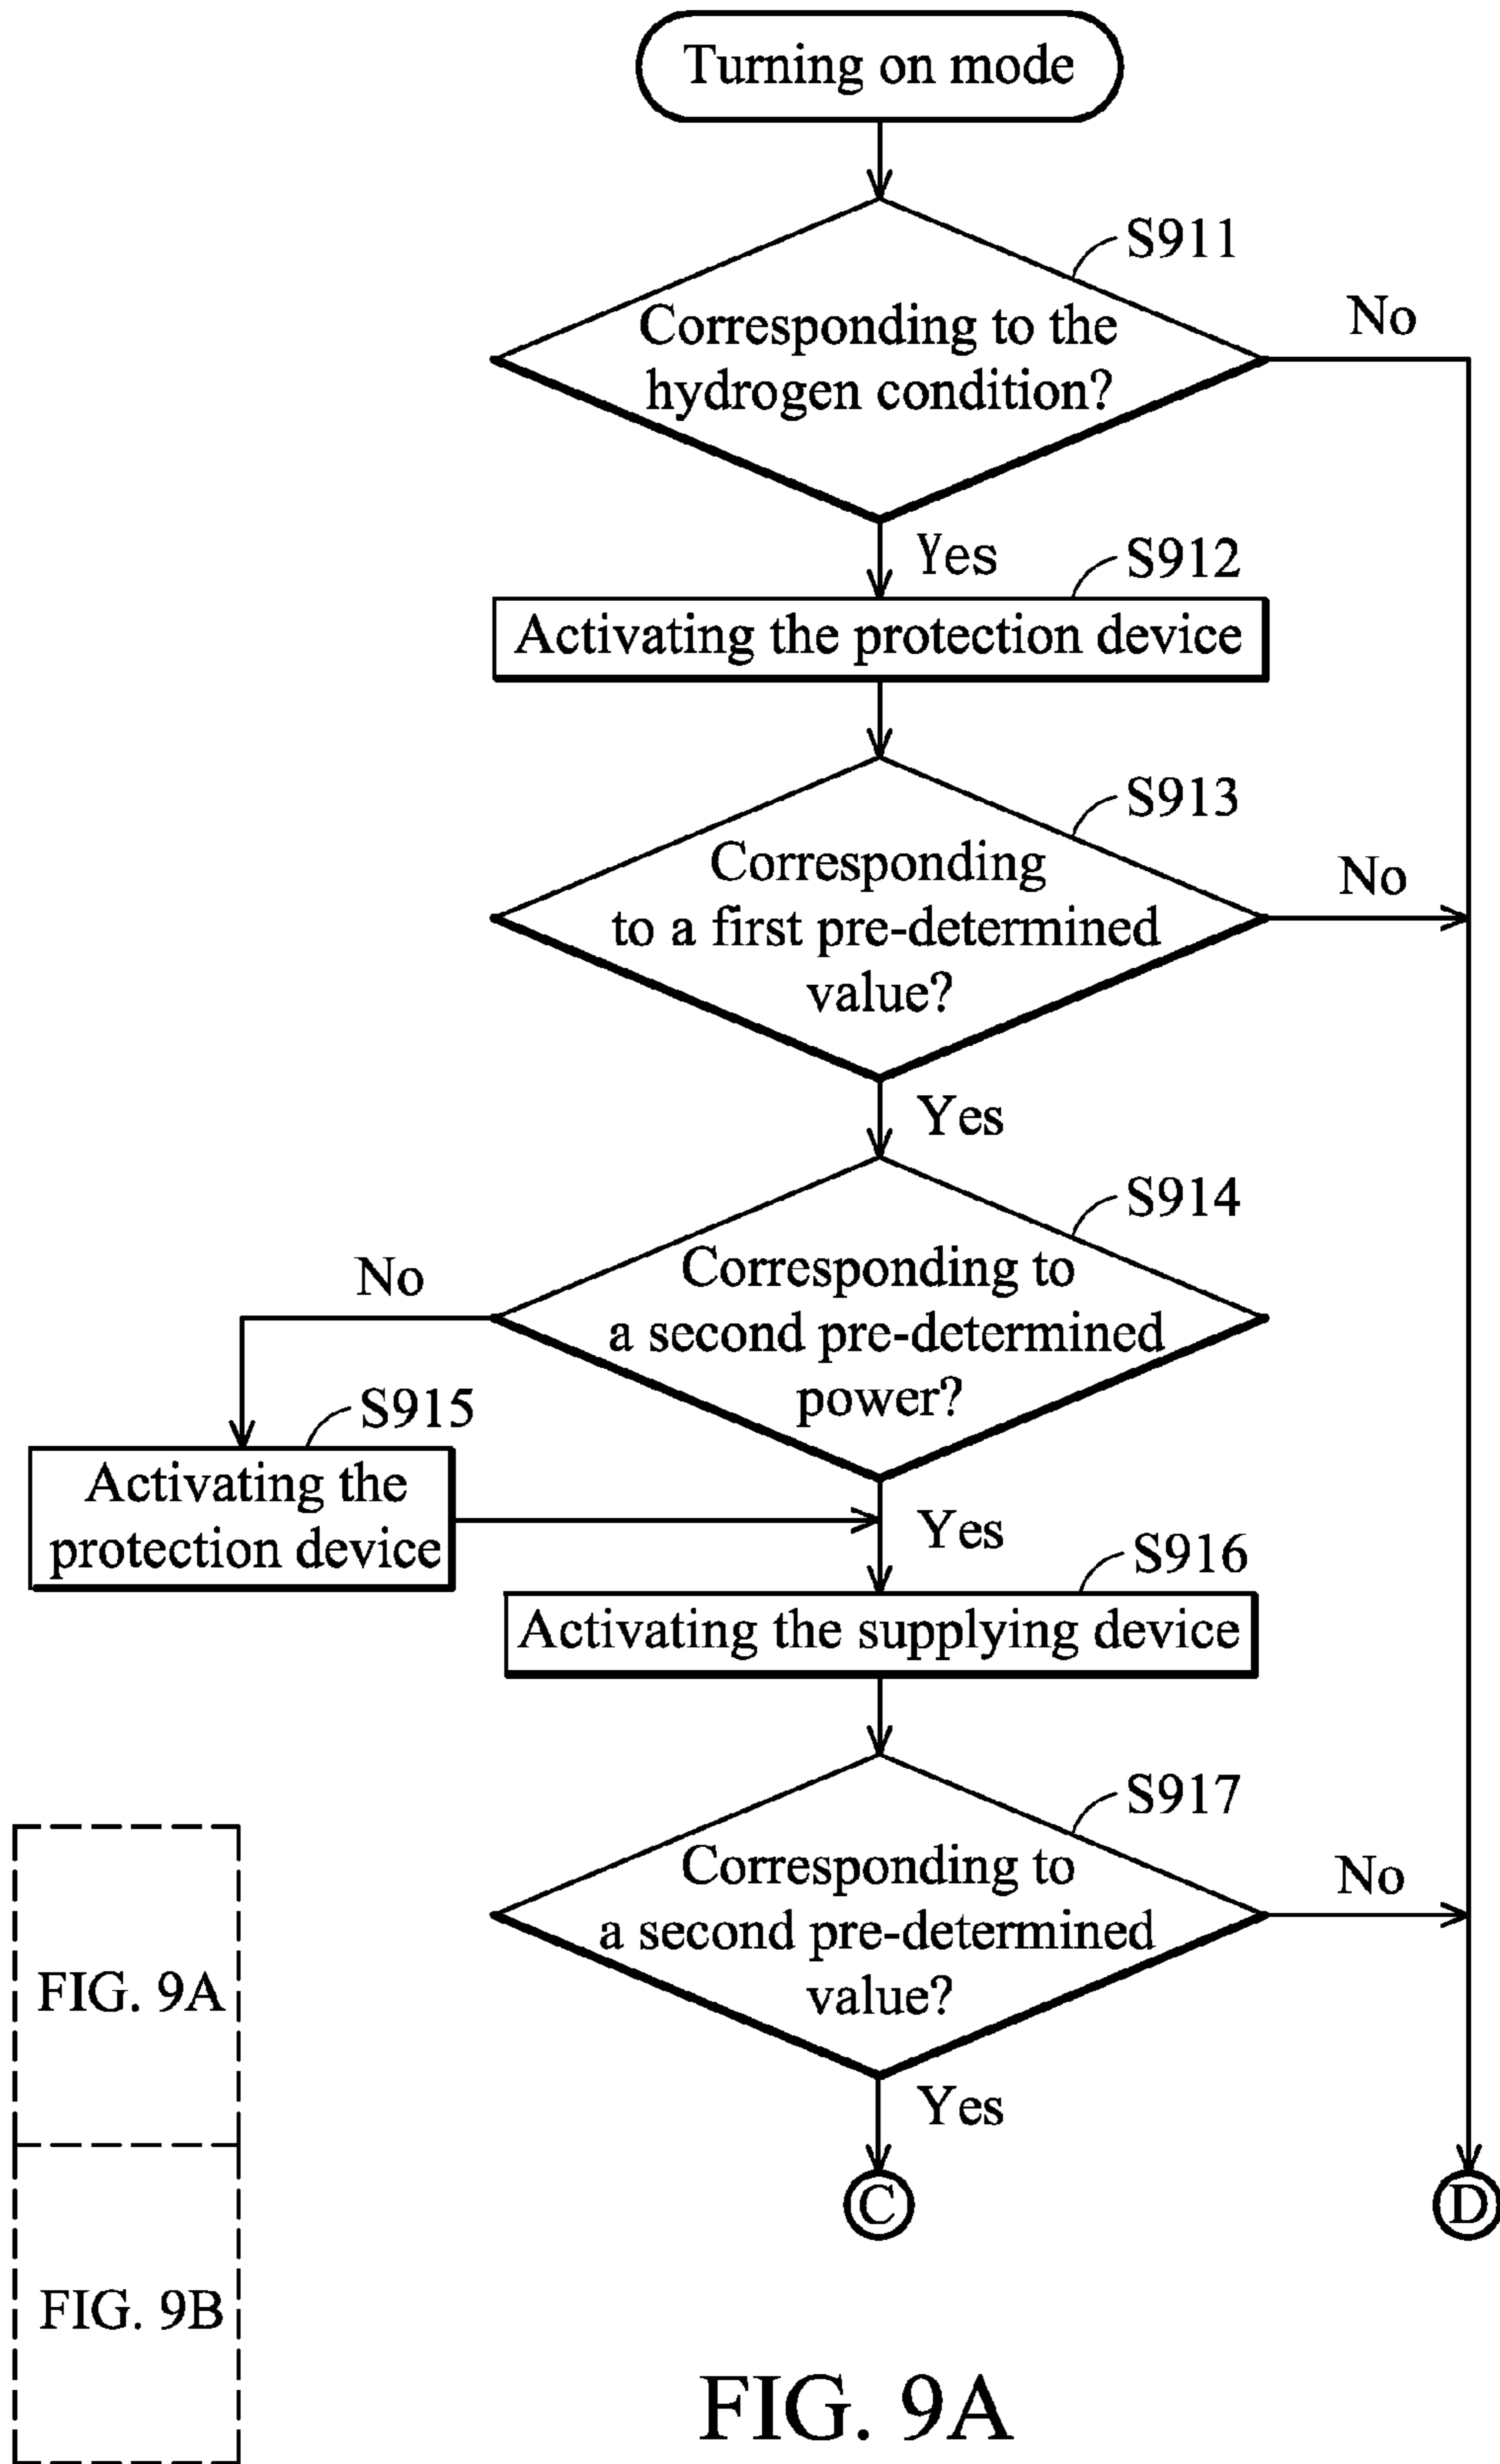 Turning on mode
S911
Corresponding to the
hydrogen condition?
No
Yes
S912
Activating the protection device
S913
Corresponding
to a first pre-determined
value?
No
Yes
S914
Corresponding to
a second pre-determined
power?
No
S915
Activating the
protection device
Yes
S916
Activating the supplying device
S917
Corresponding to
a second pre-determined
value?
No
Yes
C
D
FIG. 9A
FIG. 9B
FIG. 9A